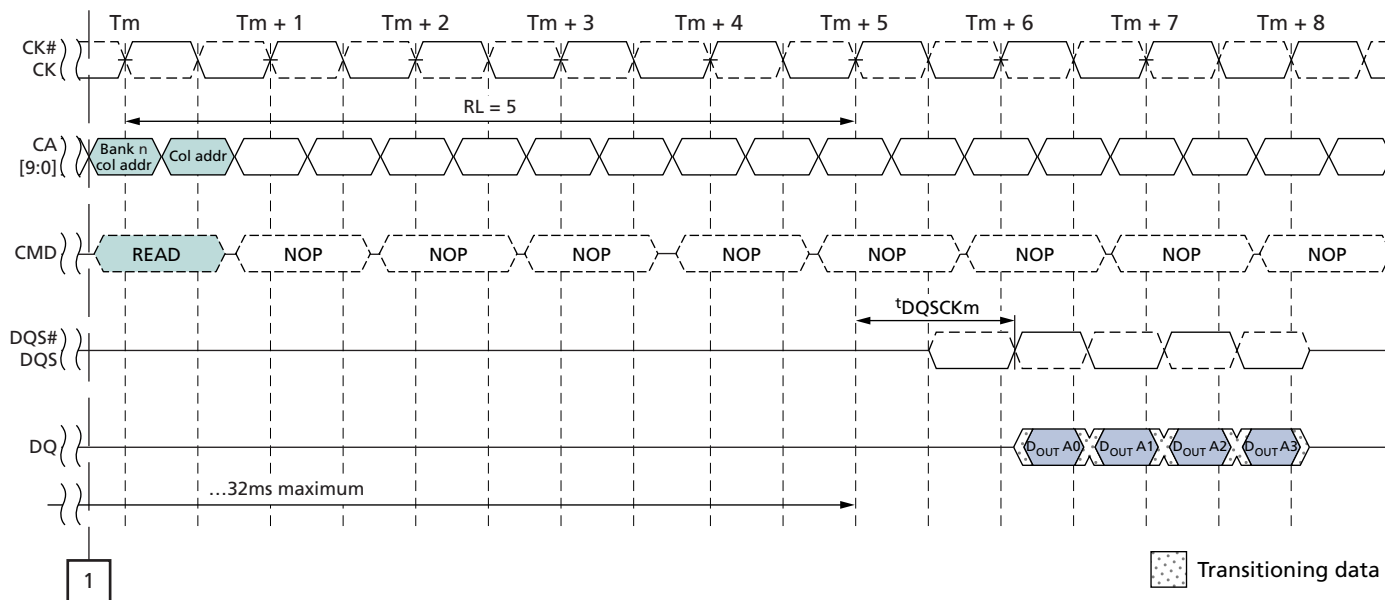 Tm Tm + 1 Tm + 2 Tm + 3 Tm + 4 Tm + 5 Tm + 6 Tm + 7 Tm + 8
CK#
CK
RL = 5
CA
[9:0]
Bank n
col addr
Col addr
CMD
READ NOP NOP NOP NOP NOP NOP NOP NOP
tDQSCKm
DQS#
DQS
DQ
DOUT A0 DOUT A1 DOUT A2 DOUT A3
…32ms maximum
1
Transitioning data